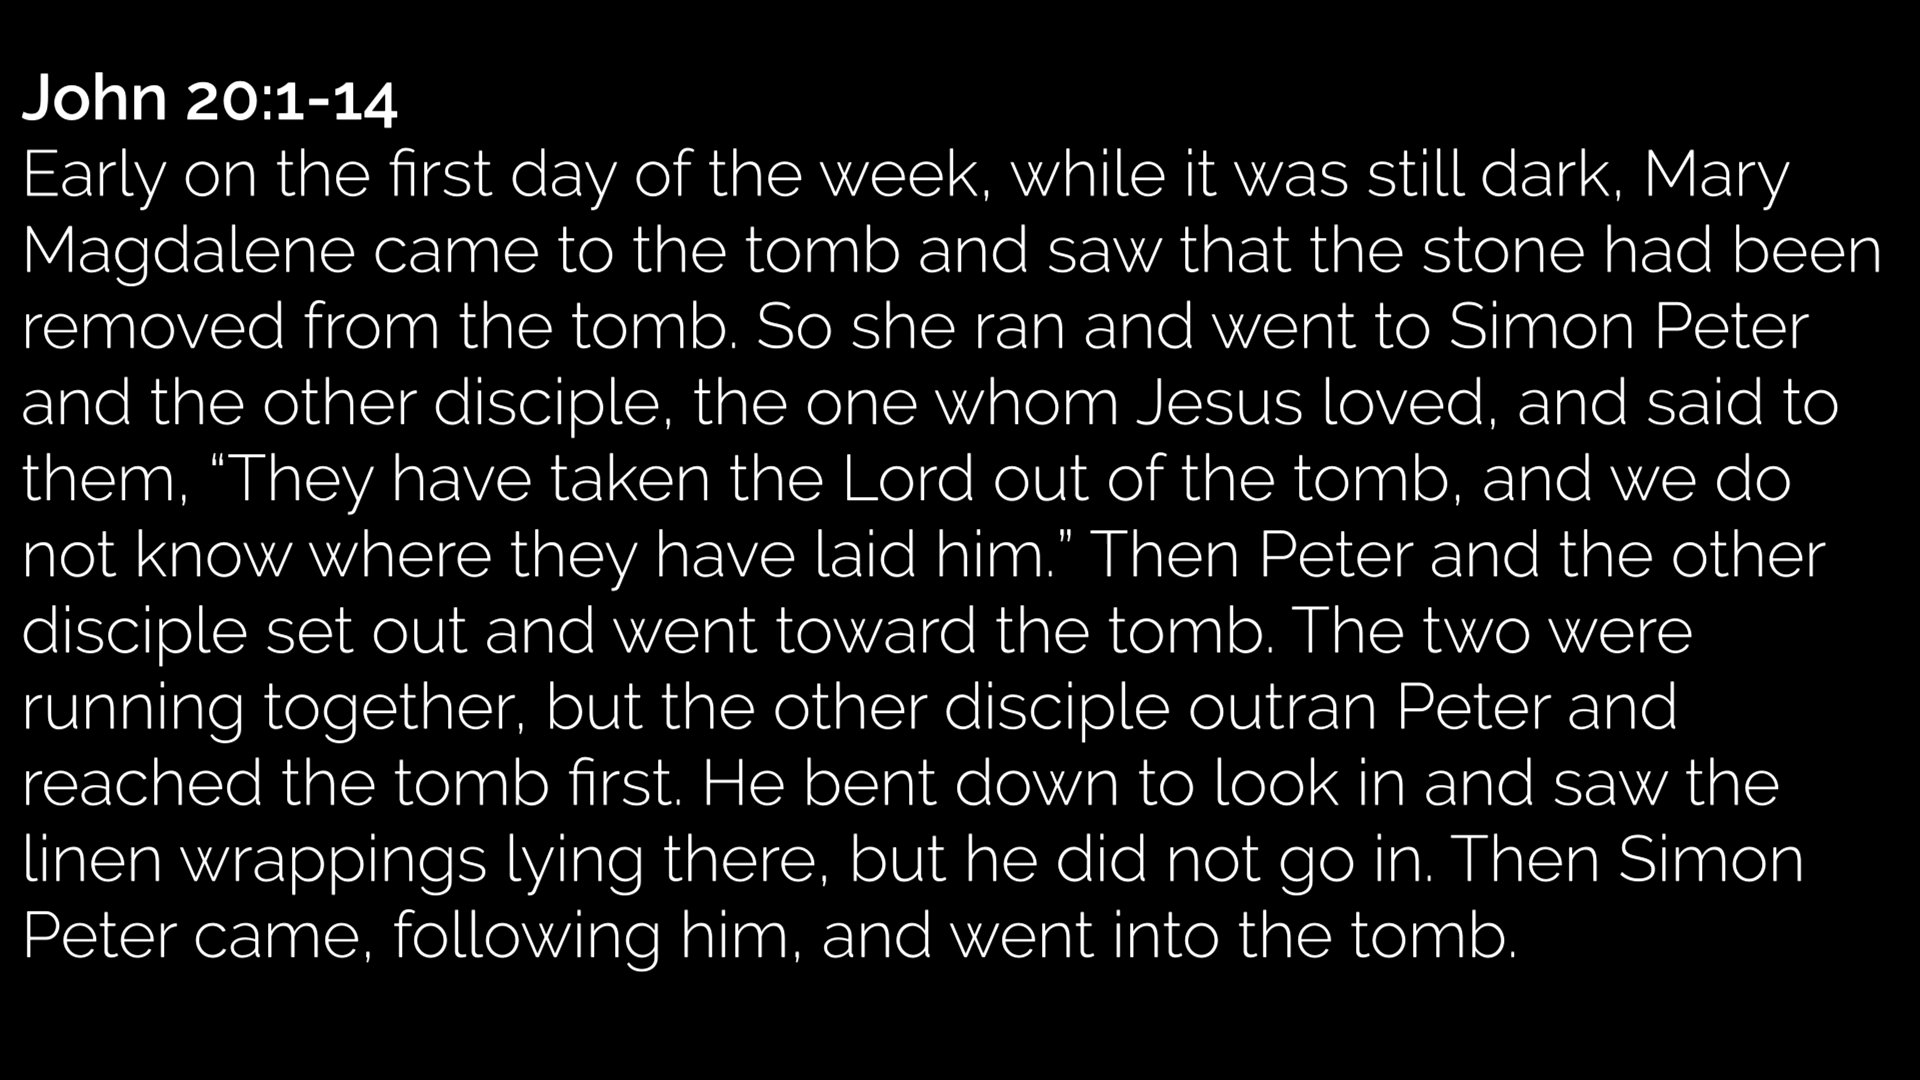 John 20:1-14
Early on the first day of the week, while it was still dark, Mary
Magdalene came to the tomb and saw that the stone had been
removed from the tomb. So she ran and went to Simon Peter
and the other disciple, the one whom Jesus loved, and said to
them, “They have taken the Lord out of the tomb, and we do
not know where they have laid him.” Then Peter and the other
disciple set out and went toward the tomb. The two were
running together, but the other disciple outran Peter and
reached the tomb first. He bent down to look in and saw the
linen wrappings lying there, but he did not go in. Then Simon
Peter came, following him, and went into the tomb.